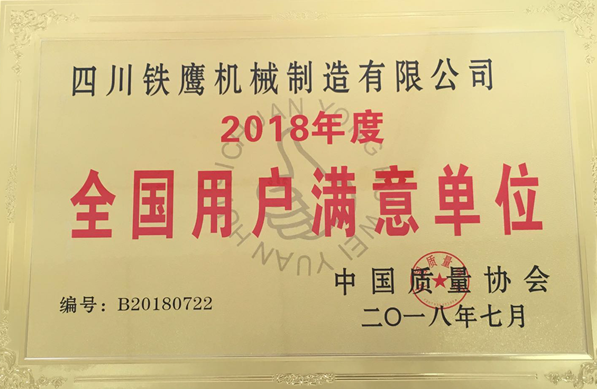 四川铁鹰机械制造有限公司
2018年度
全国用户满意单位
中国质量协会
编号：B20180722
二〇一八年七月